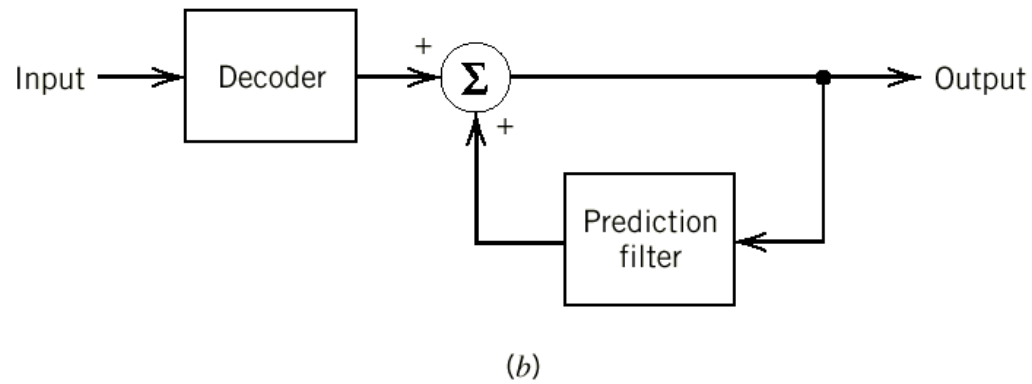 Input
Decoder
+
Σ
+
Output
Prediction
filter
(b)